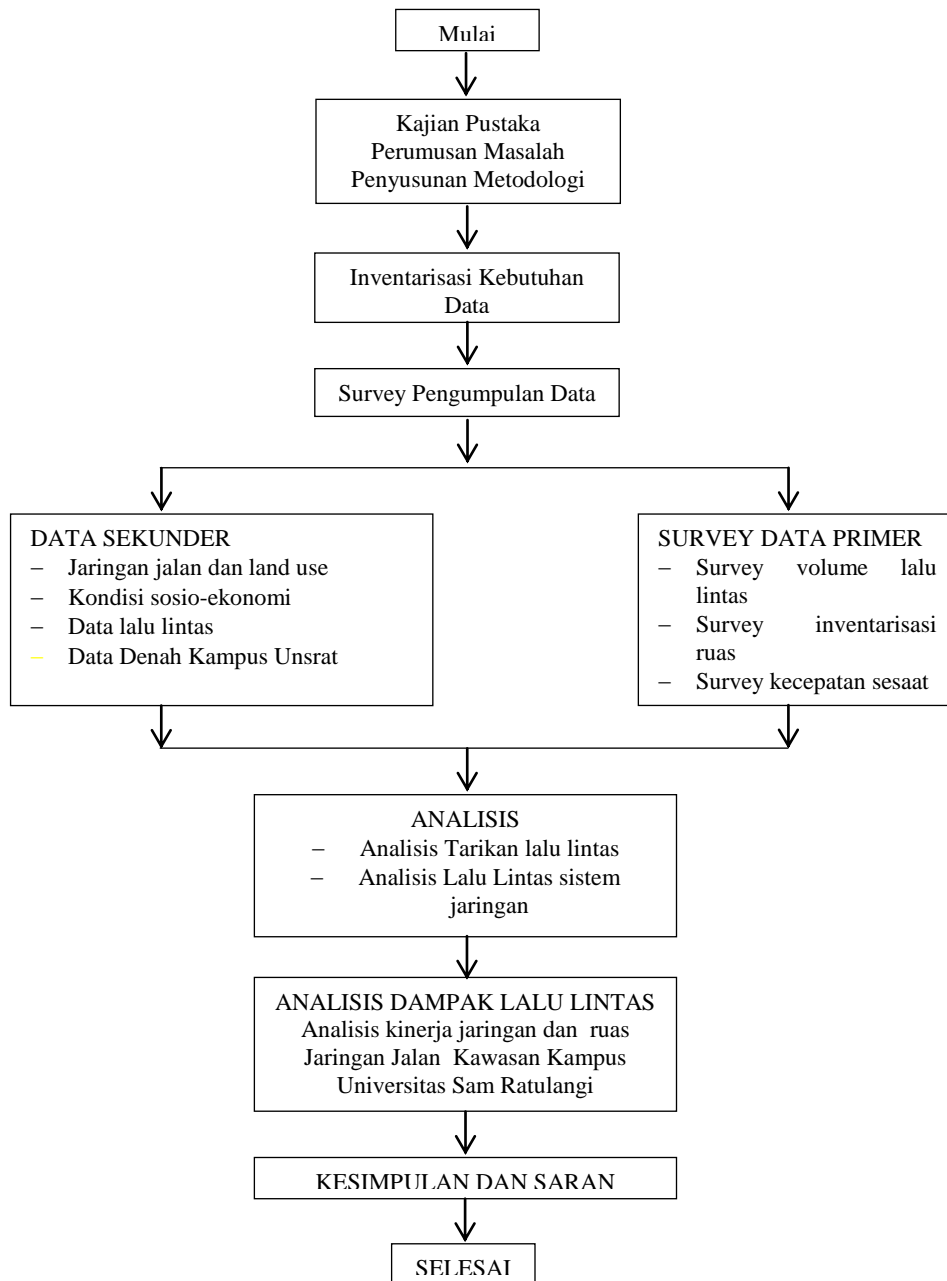 Mulai
Kajian Pustaka
Perumusan Masalah
Penyusunan Metodologi
Inventarisasi Kebutuhan
Data
Survey Pengumpulan Data
DATA SEKUNDER
– Jaringan jalan dan land use
– Kondisi sosio-ekonomi
– Data lalu lintas
– Data Denah Kampus Unsrat
SURVEY DATA PRIMER
– Survey volume lalu
lintas
– Survey inventarisasi
ruas
– Survey kecepatan sesaat
ANALISIS
– Analisis Tarikan lalu lintas
– Analisis Lalu Lintas sistem
jaringan
ANALISIS DAMPAK LALU LINTAS
Analisis kinerja jaringan dan ruas
Jaringan Jalan Kawasan Kampus
Universitas Sam Ratulangi
KESIMPULAN DAN SARAN
SELESAI